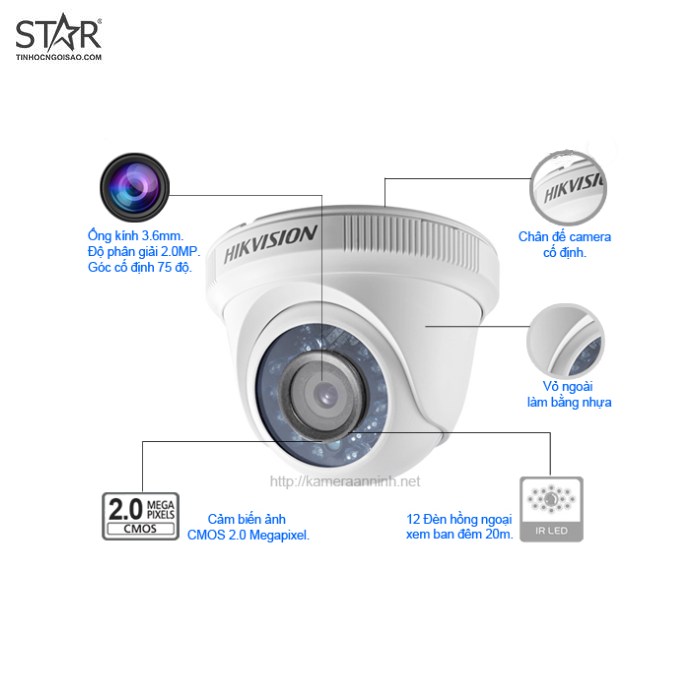 STAR®
TINHOCNGOISAO.COM
Ống kính 3.6mm.
Độ phân giải 2.0MP.
Góc cố định 75 độ.
HIKVISION
HIKVISI
Chân đế camera
cố định.
Vỏ ngoài
làm bằng nhựa
http://kameraanninh.net
2.0 MEGA
PIXELS
CMOS
Cảm biến ảnh
CMOS 2.0 Megapixel.
12 Đèn hồng ngoại
xem ban đêm 20m.
IR LED